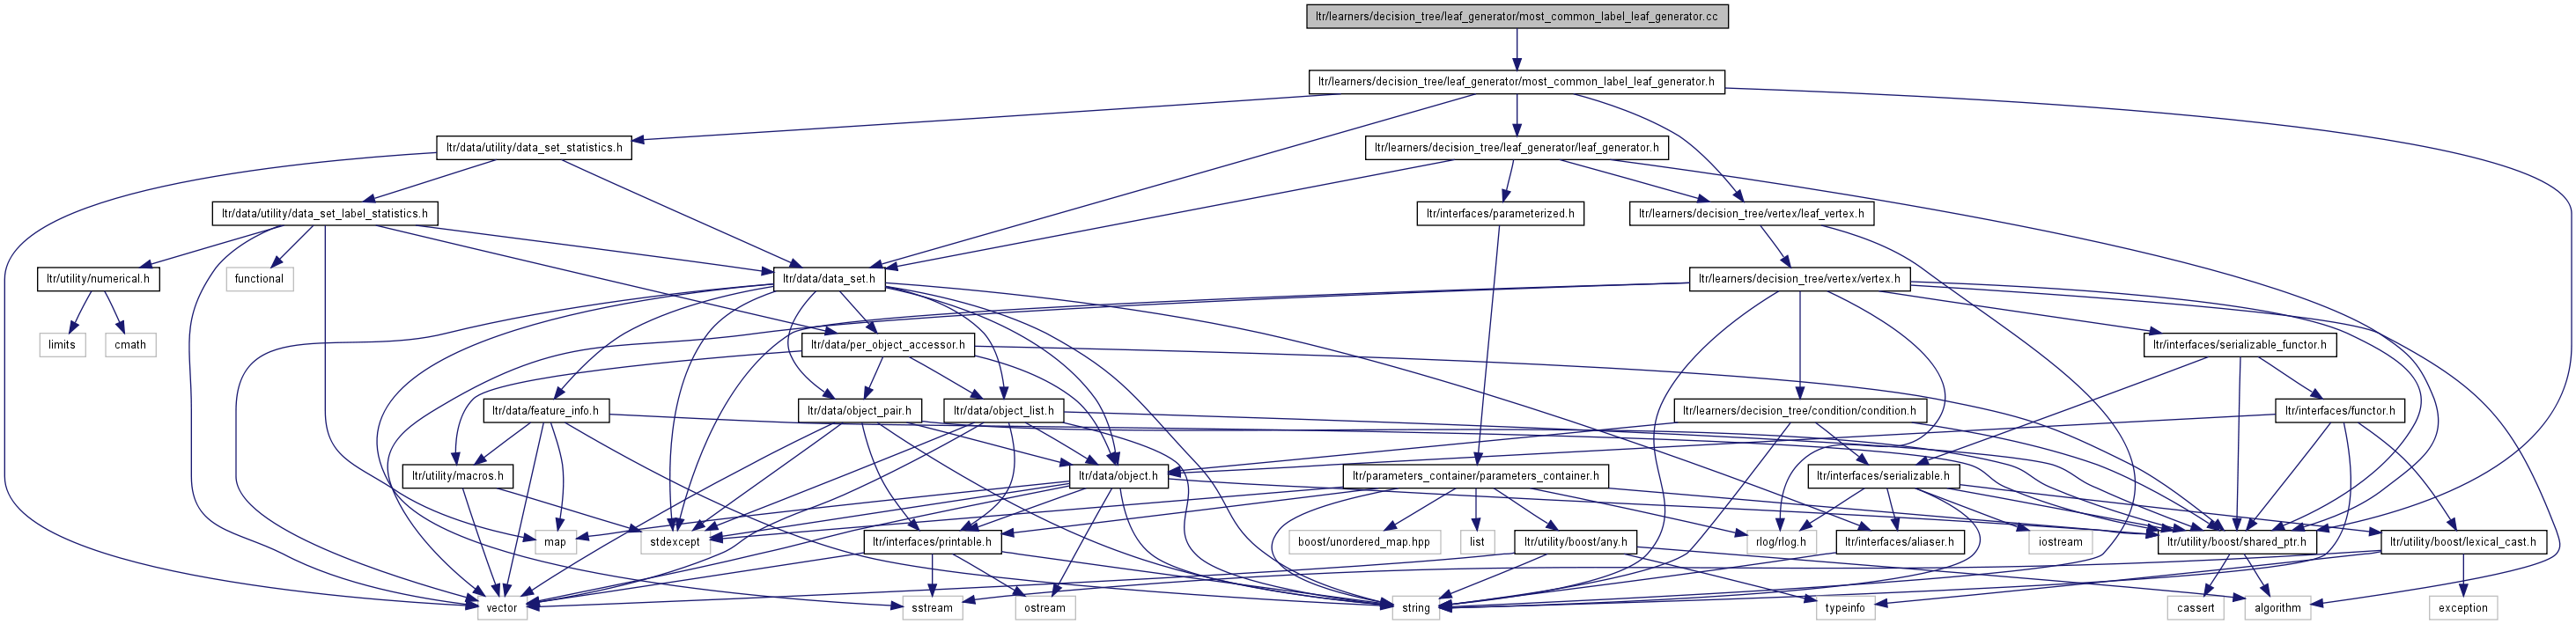 ltr/learners/decision_tree/leaf_generator/most_common_label_leaf_generator.cc
ltr/learners/decision_tree/leaf_generator/most_common_label_leaf_generator.h
ltr/data/utility/data_set_statistics.h
ltr/learners/decision_tree/leaf_generator/leaf_generator.h
ltr/data/utility/data_set_label_statistics.h
ltr/interfaces/parameterized.h
ltr/learners/decision_tree/vertex/leaf_vertex.h
ltr/utility/numerical.h
functional
ltr/data/data_set.h
ltr/learners/decision_tree/vertex/vertex.h
limits
cmath
ltr/data/per_object_accessor.h
ltr/interfaces/serializable_functor.h
ltr/data/feature_info.h
ltr/data/object_pair.h
ltr/data/object_list.h
ltr/learners/decision_tree/condition/condition.h
ltr/interfaces/functor.h
ltr/utility/macros.h
ltr/data/object.h
ltr/parameters_container/parameters_container.h
ltr/interfaces/serializable.h
map
stdexcept
ltr/interfaces/printable.h
boost/unordered_map.hpp
list
ltr/utility/boost/any.h
rlog/rlog.h
ltr/interfaces/aliaser.h
iostream
ltr/utility/boost/shared_ptr.h
ltr/utility/boost/lexical_cast.h
vector
sstream
ostream
string
typeinfo
cassert
algorithm
exception